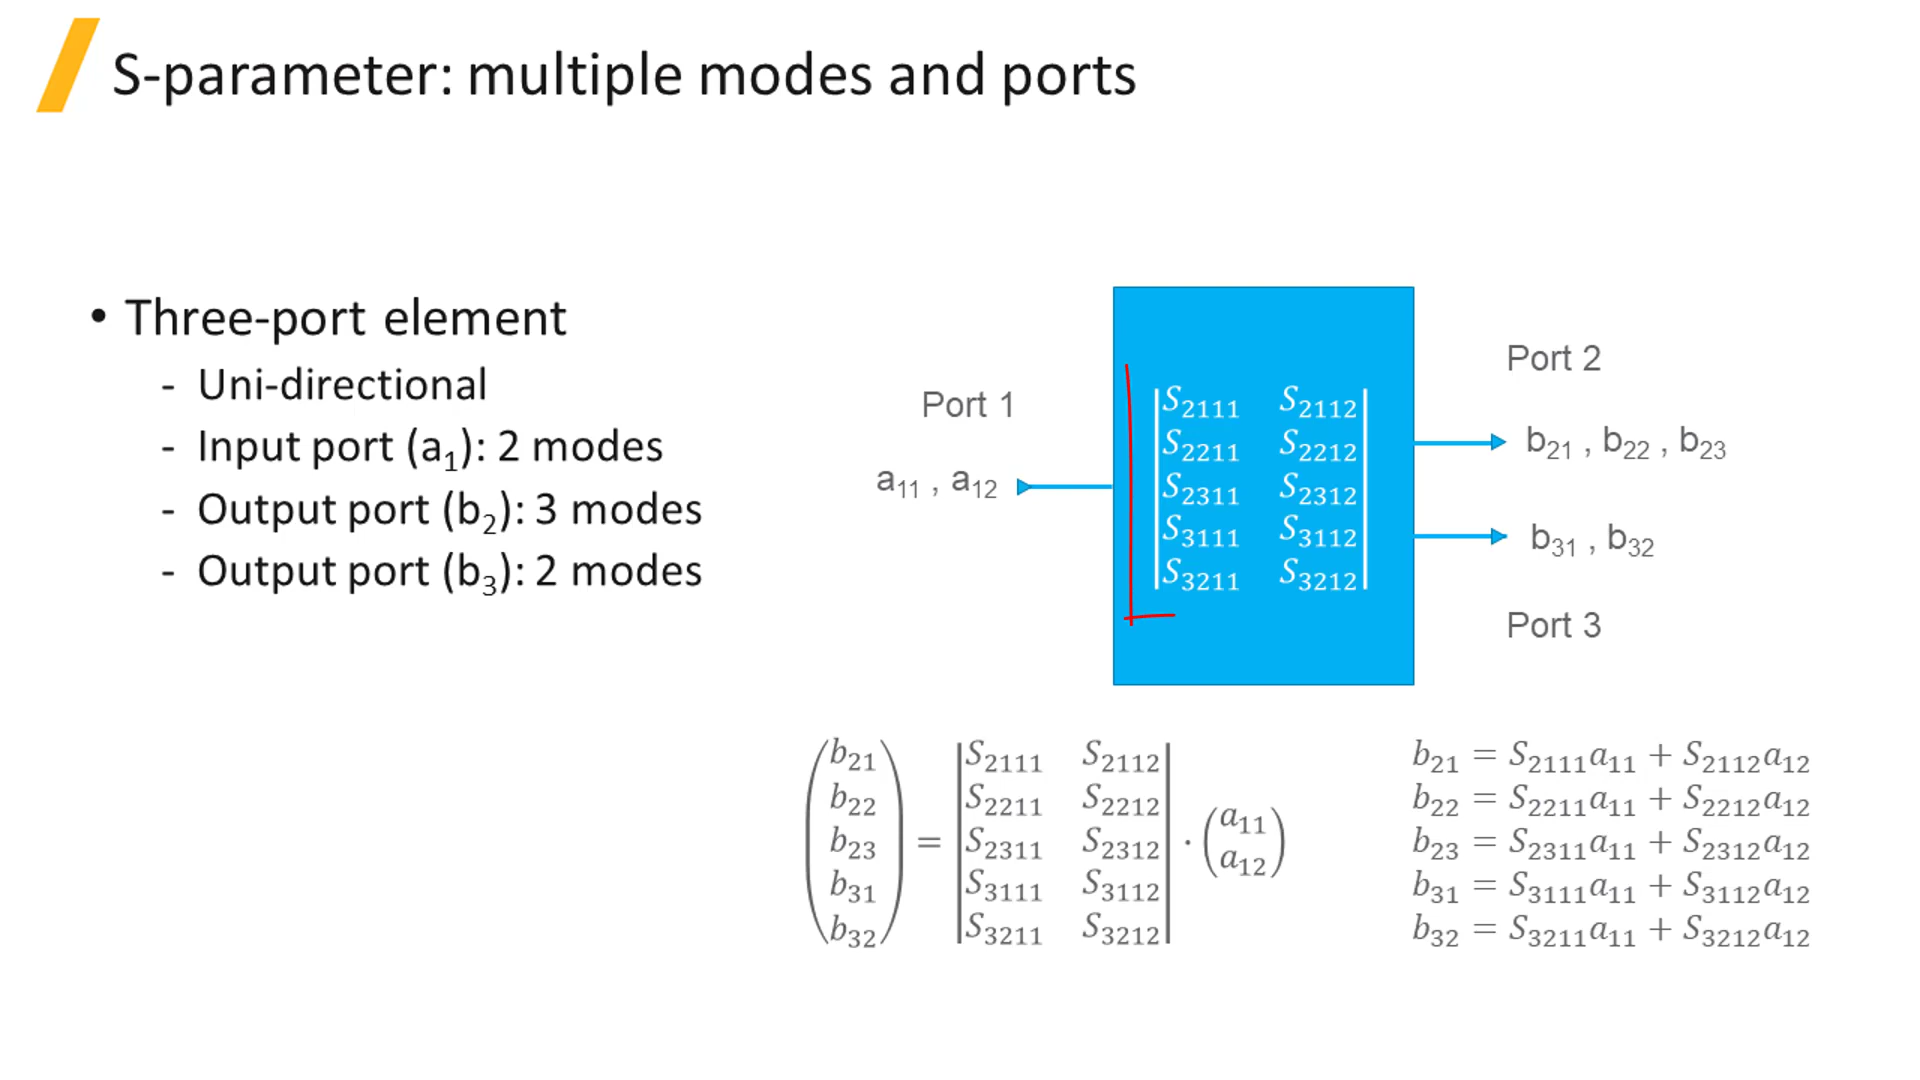 S-parameter: multiple modes and ports
• Three-port element
- Uni-directional
- Input port (a₁): 2 modes
- Output port (b₂): 3 modes
- Output port (b₃): 2 modes
Port 1
a₁₁ , a₁₂
|S₂₁₁₁ S₂₁₁₂|
|S₂₂₁₁ S₂₂₁₂|
|S₂₃₁₁ S₂₃₁₂|
|S₃₁₁₁ S₃₁₁₂|
|S₃₂₁₁ S₃₂₁₂|
Port 2
b₂₁ , b₂₂ , b₂₃
b₃₁ , b₃₂
Port 3
(b₂₁ b₂₂ b₂₃ b₃₁ b₃₂) =
|S₂₁₁₁ S₂₁₁₂|
|S₂₂₁₁ S₂₂₁₂|
|S₂₃₁₁ S₂₃₁₂|
|S₃₁₁₁ S₃₁₁₂|
|S₃₂₁₁ S₃₂₁₂|
· (a₁₁ a₁₂)
b₂₁ = S₂₁₁₁a₁₁ + S₂₁₁₂a₁₂
b₂₂ = S₂₂₁₁a₁₁ + S₂₂₁₂a₁₂
b₂₃ = S₂₃₁₁a₁₁ + S₂₃₁₂a₁₂
b₃₁ = S₃₁₁₁a₁₁ + S₃₁₁₂a₁₂
b₃₂ = S₃₂₁₁a₁₁ + S₃₂₁₂a₁₂